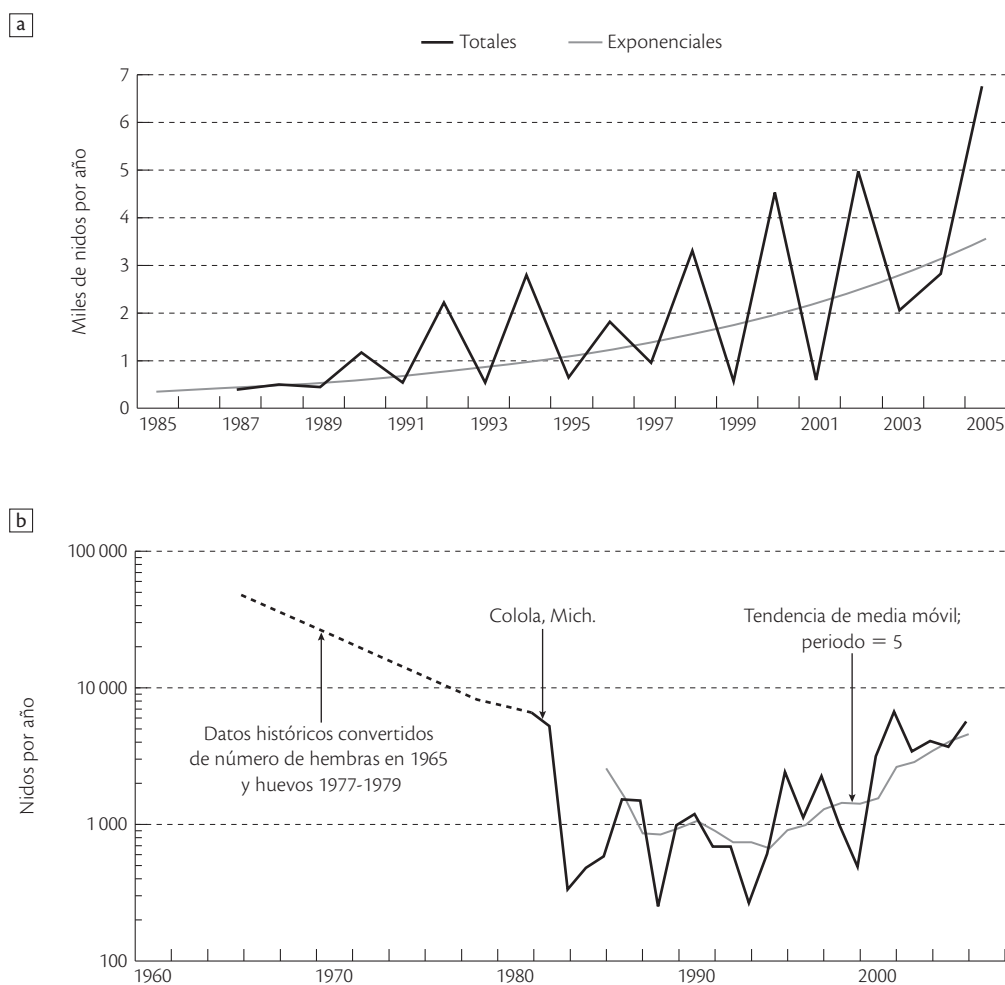 a
Totales Exponenciales
Miles de nidos por año
7
6
5
4
3
2
1
0
1985 1987 1989 1991 1993 1995 1997 1999 2001 2003 2005
b
Nidos por año
100 000
10 000
1 000
100
Colola, Mich.
Tendencia de media móvil;
periodo = 5
Datos históricos convertidos
de número de hembras en 1965
y huevos 1977-1979
1960 1970 1980 1990 2000